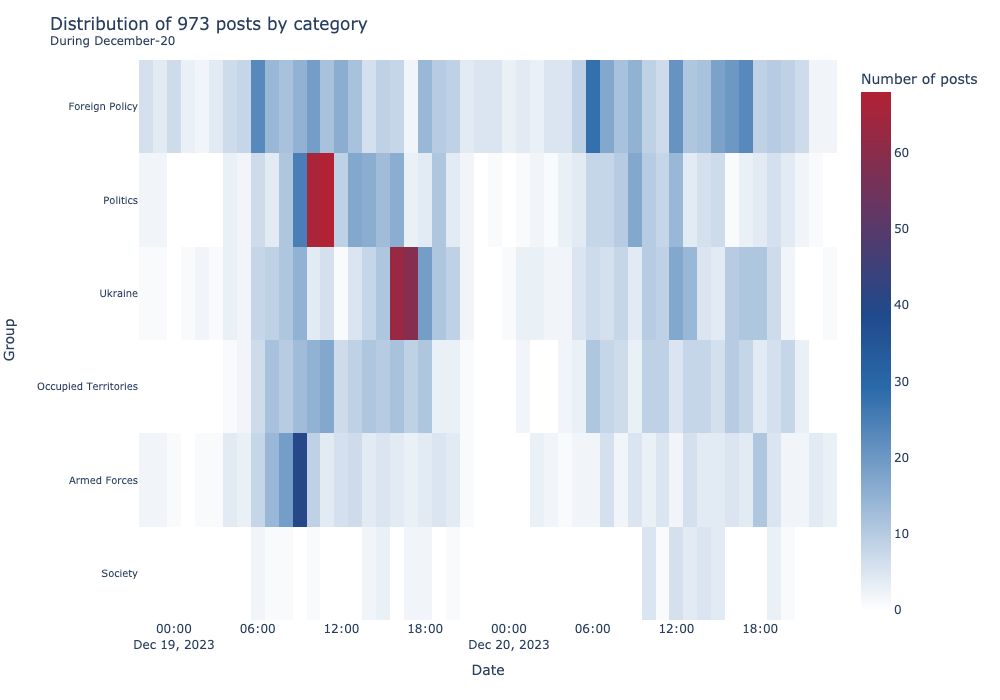 Distribution of 973 posts by category
During December-20
Number of posts
Foreign Policy
Politics
Ukraine
Occupied Territories
Armed Forces
Society
Group
60
50
40
30
20
10
0
00:00 06:00 12:00 18:00 00:00 06:00 12:00 18:00
Dec 19, 2023 Dec 20, 2023
Date